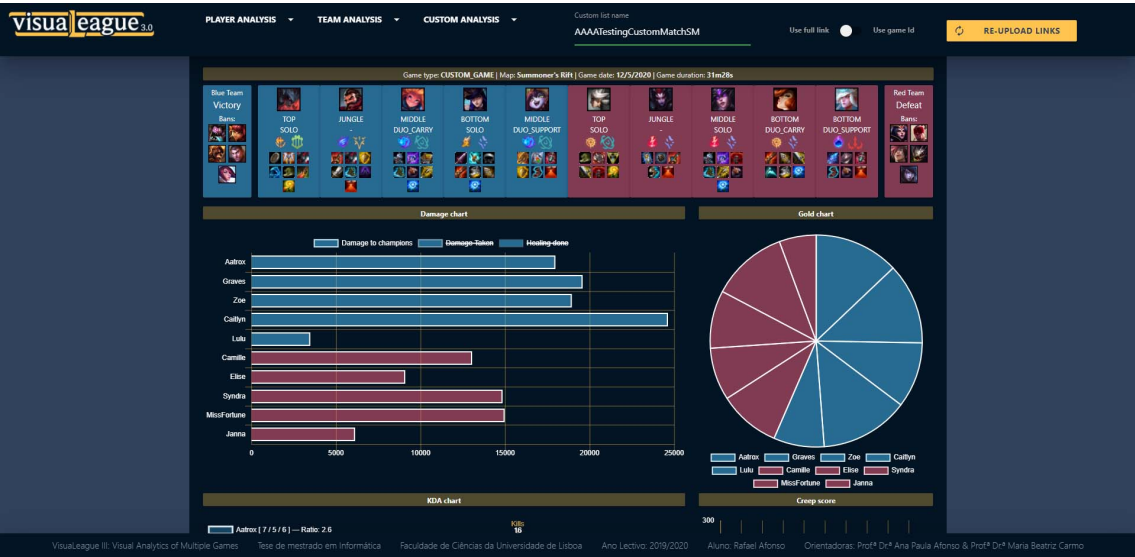 visualeague 3.0
PLAYER ANALYSIS
TEAM ANALYSIS
CUSTOM ANALYSIS
Custom list name
AAAATestingCustomMatchSM
Use full link
Use game Id
RE-UPLOAD LINKS
Game type: CUSTOM_GAME | Map: Summoner's Rift | Game date: 12/5/2020 | Game duration: 31m28s
Blue Team
Victory
Bans:
TOP
SOLO
JUNGLE
-
MIDDLE
DUO_CARRY
BOTTOM
SOLO
MIDDLE
DUO_SUPPORT
TOP
SOLO
JUNGLE
-
MIDDLE
SOLO
BOTTOM
DUO_CARRY
BOTTOM
DUO_SUPPORT
Red Team
Defeat
Bans:
Damage chart
Damage to champions Damage Taken Healing done
Aatrox
Graves
Zoe
Caitlyn
Lulu
Camille
Elise
Syndra
MissFortune
Janna
0 5000 10000 15000 20000 25000
Gold chart
Aatrox Graves Zoe Caitlyn
Lulu Camille Elise Syndra
MissFortune Janna
KDA chart
Aatrox [ 7 / 5 / 6 ] — Ratio: 2.6
Kills
16
Creep score
300
VisuaLeague III: Visual Analytics of Multiple Games Tese de mestrado em Informática Faculdade de Ciências da Universidade de Lisboa Ano Lectivo: 2019/2020 Aluno: Rafael Afonso Orientadoras: Prof.ª Dr.ª Ana Paula Afonso & Prof.ª Dr.ª Maria Beatriz Carmo